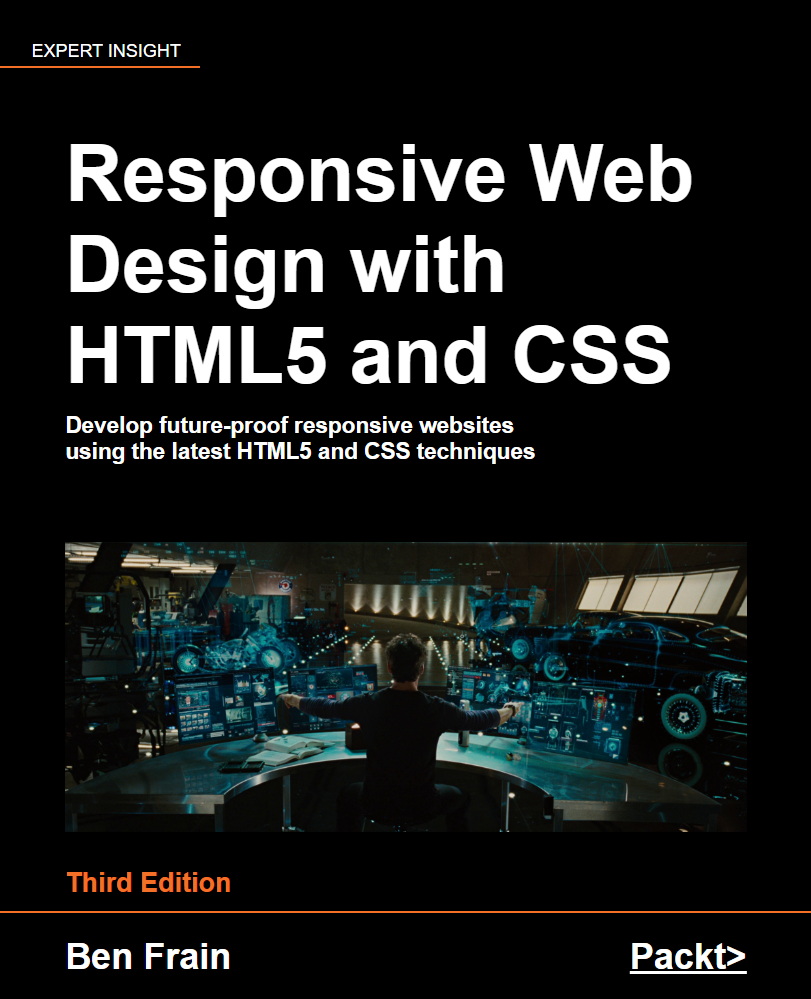 EXPERT INSIGHT
Responsive Web
Design with
HTML5 and CSS
Develop future-proof responsive websites
using the latest HTML5 and CSS techniques
Third Edition
Ben Frain
Packt>